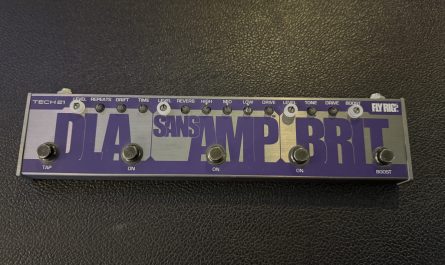 TECH 21
LEVEL REPEATS DRIFT TIME LEVEL REVERB HIGH MID LOW DRIVE LEVEL TONE DRIVE BOOST
FLY RIG
DLA SANSAMP BRIT
TAP ON ON ON BOOST